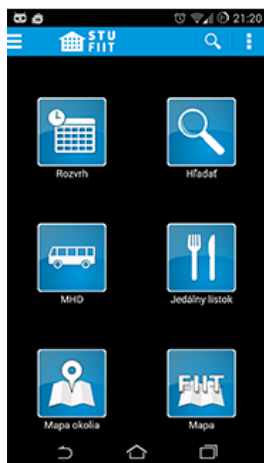 21:20
STU
FIIT
Rozvrh
Hľadať
MHD
Jedálny lístok
FIIT
Mapa okolia
Mapa